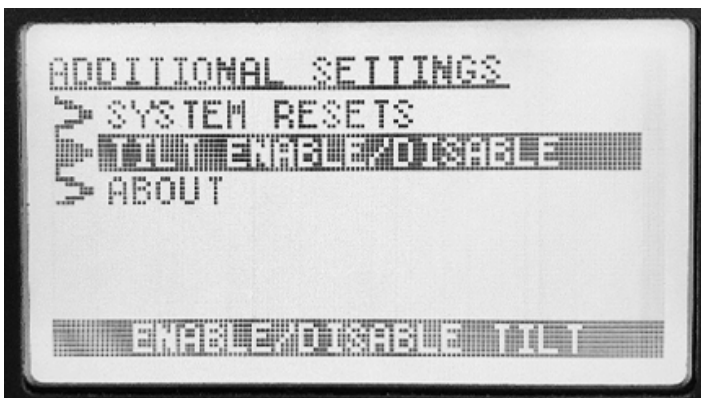 ADDITIONAL SETTINGS
SYSTEM RESETS
TILT ENABLE/DISABLE
ABOUT
ENABLE/DISABLE TILT